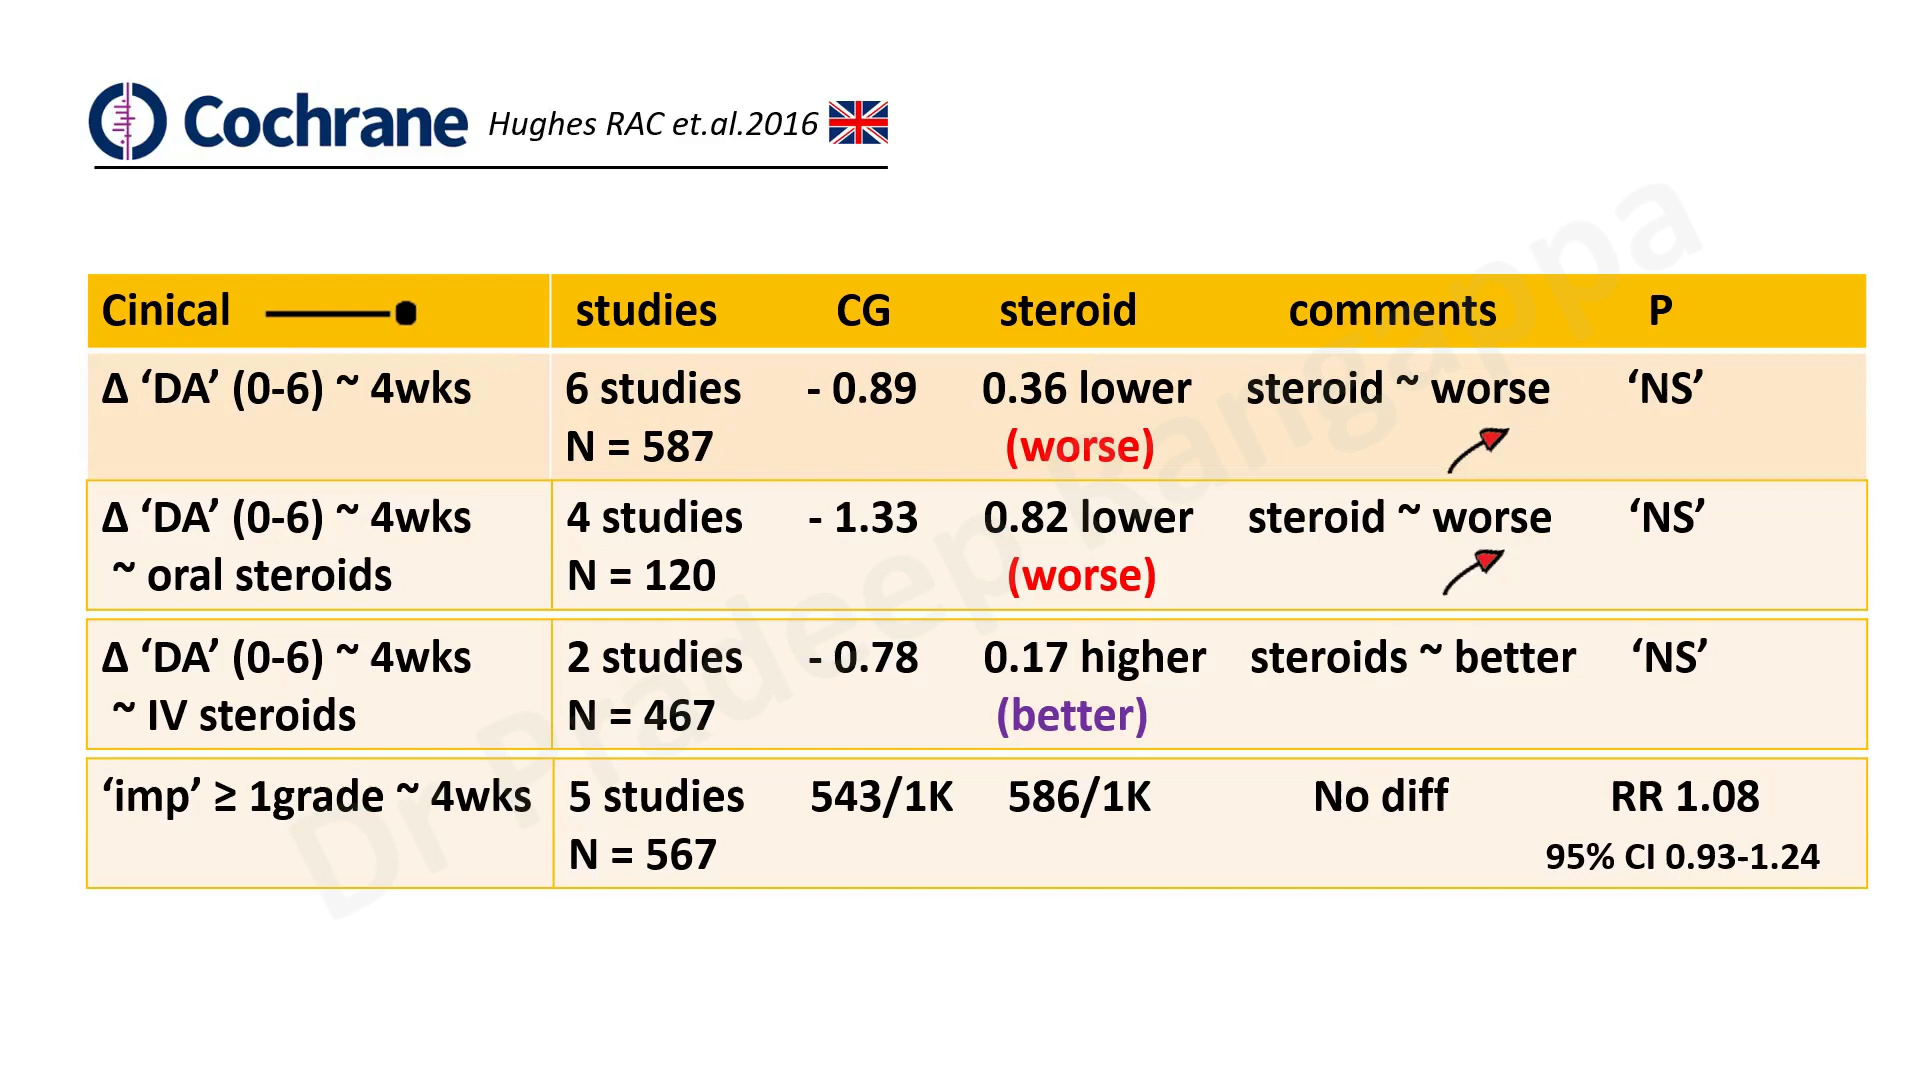 Cochrane Hughes RAC et.al.2016
Cinical studies CG steroid comments P
Δ ‘DA’ (0-6) ~ 4wks 6 studies - 0.89 0.36 lower steroid ~ worse ‘NS’
N = 587 (worse)
Δ ‘DA’ (0-6) ~ 4wks 4 studies - 1.33 0.82 lower steroid ~ worse ‘NS’
~ oral steroids N = 120 (worse)
Δ ‘DA’ (0-6) ~ 4wks 2 studies - 0.78 0.17 higher steroids ~ better ‘NS’
~ IV steroids N = 467 (better)
‘imp’ ≥ 1grade ~ 4wks 5 studies 543/1K 586/1K No diff RR 1.08
N = 567 95% CI 0.93-1.24
Dr Pradeep Rangappa